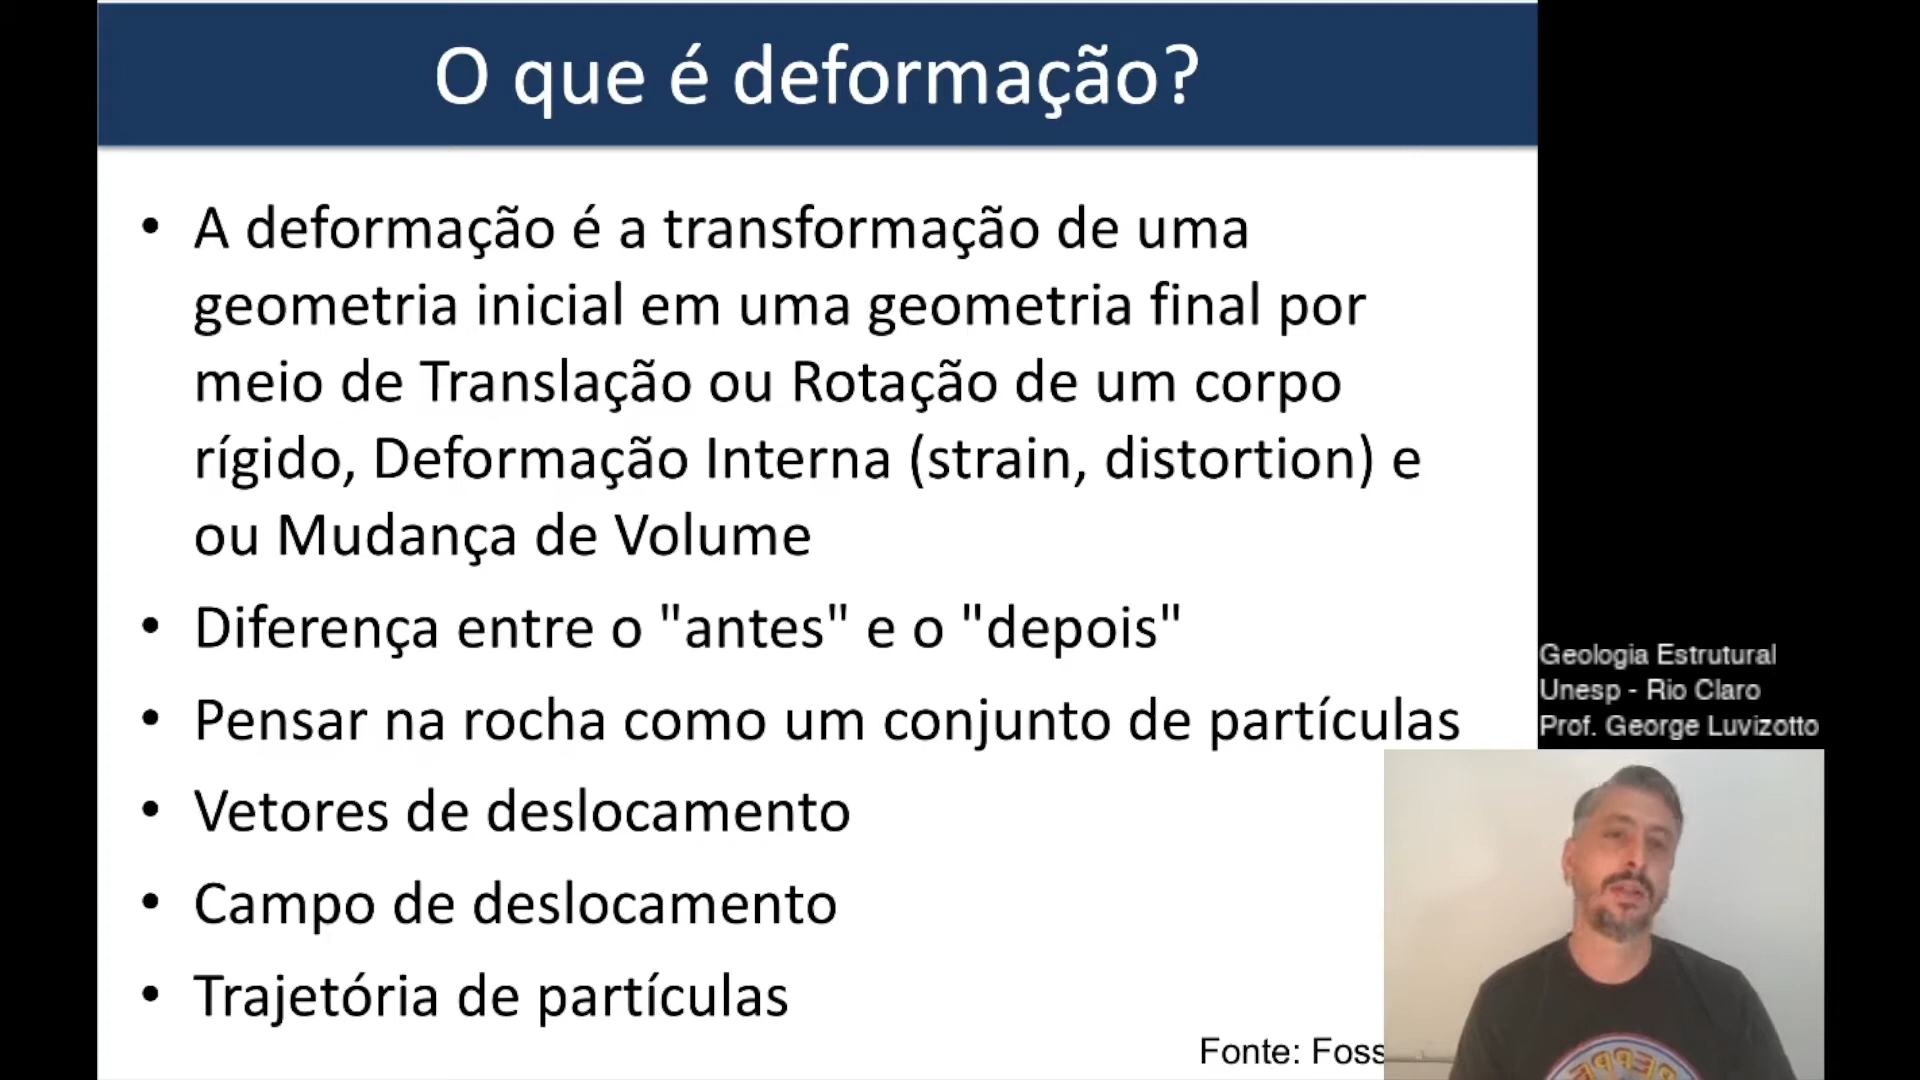 O que é deformação?
• A deformação é a transformação de uma
geometria inicial em uma geometria final por
meio de Translação ou Rotação de um corpo
rígido, Deformação Interna (strain, distortion) e
ou Mudança de Volume
• Diferença entre o "antes" e o "depois"
• Pensar na rocha como um conjunto de partículas
• Vetores de deslocamento
• Campo de deslocamento
• Trajetória de partículas
Fonte: Foss
Geologia Estrutural
Unesp - Rio Claro
Prof. George Luvizotto